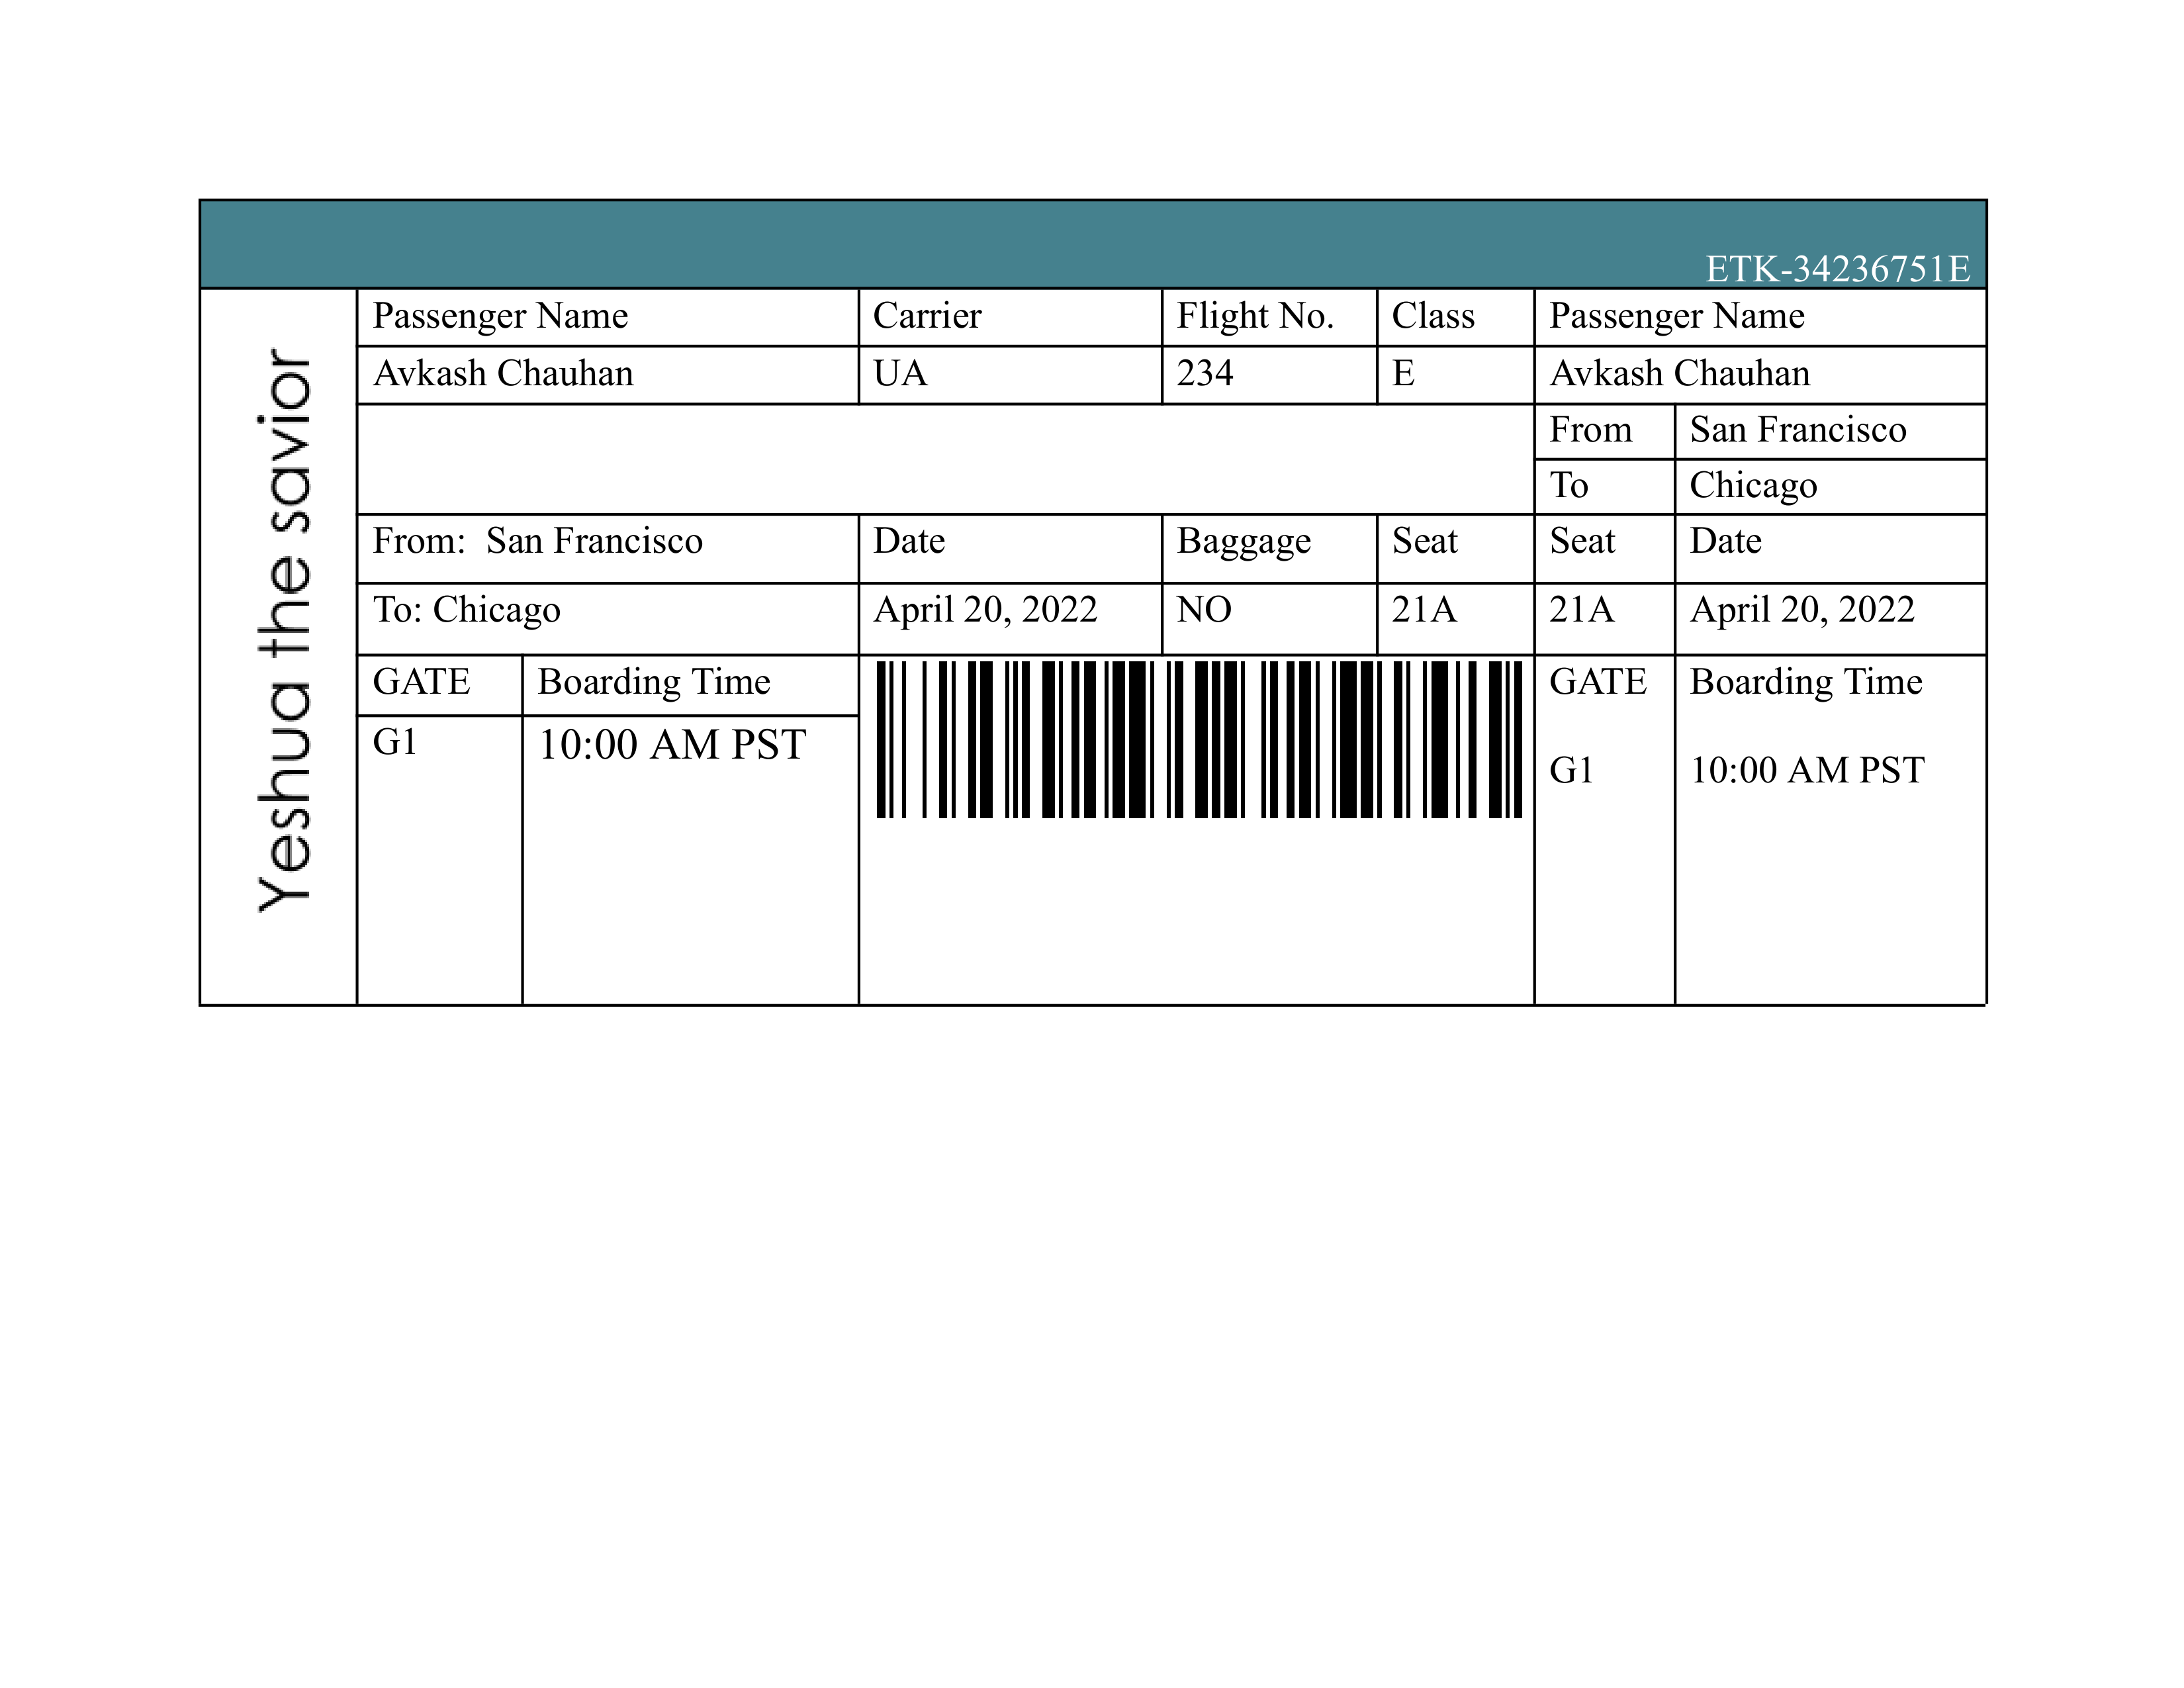 ETK-34236751E
Yeshua the savior
Passenger Name Carrier Flight No. Class Passenger Name
Avkash Chauhan UA 234 E Avkash Chauhan
From San Francisco
To Chicago
From: San Francisco Date Baggage Seat Seat Date
To: Chicago April 20, 2022 NO 21A 21A April 20, 2022
GATE Boarding Time GATE Boarding Time
G1 10:00 AM PST G1 10:00 AM PST